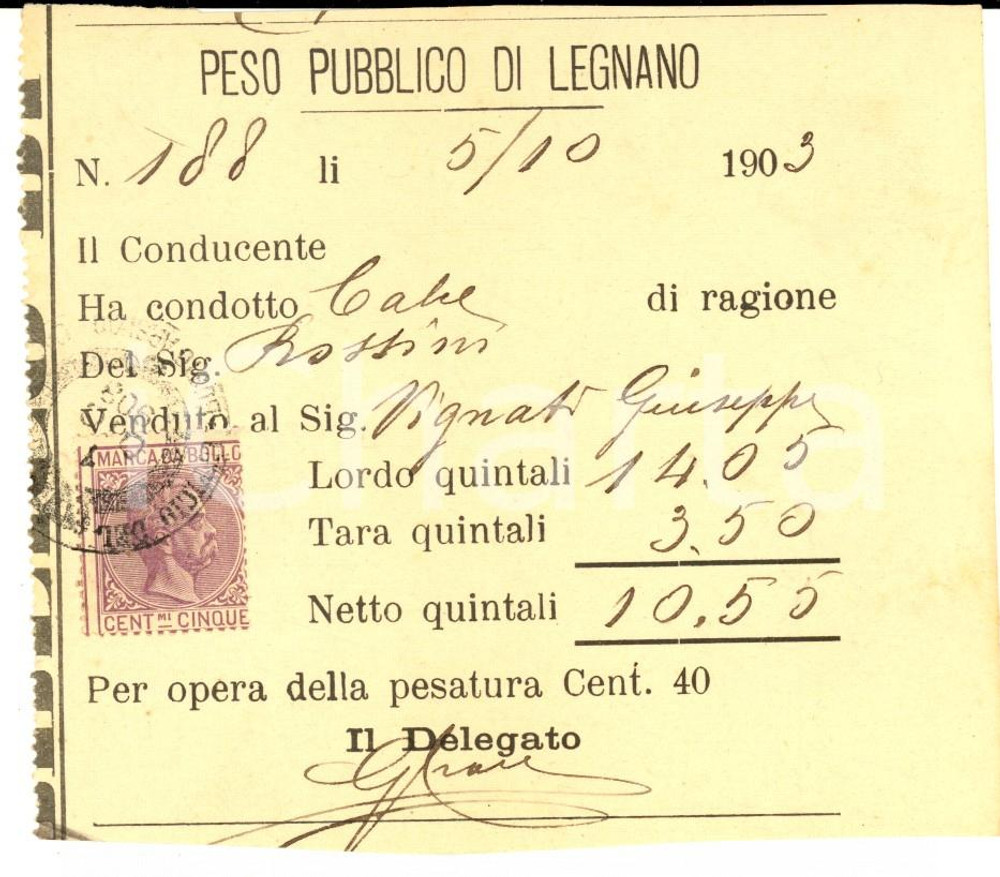 PESO PUBBLICO DI LEGNANO
N. 188 li 5/10 1903
Il Conducente
Ha condotto di ragione
Del Sig. Rossini
Venduto al Sig. Vignati Giuseppe
MARCA DA BOLLO
Lordo quintali 14.05
Tara quintali 3.50
CENT.MI CINQUE
Netto quintali 10.55
Per opera della pesatura Cent. 40
Il Delegato